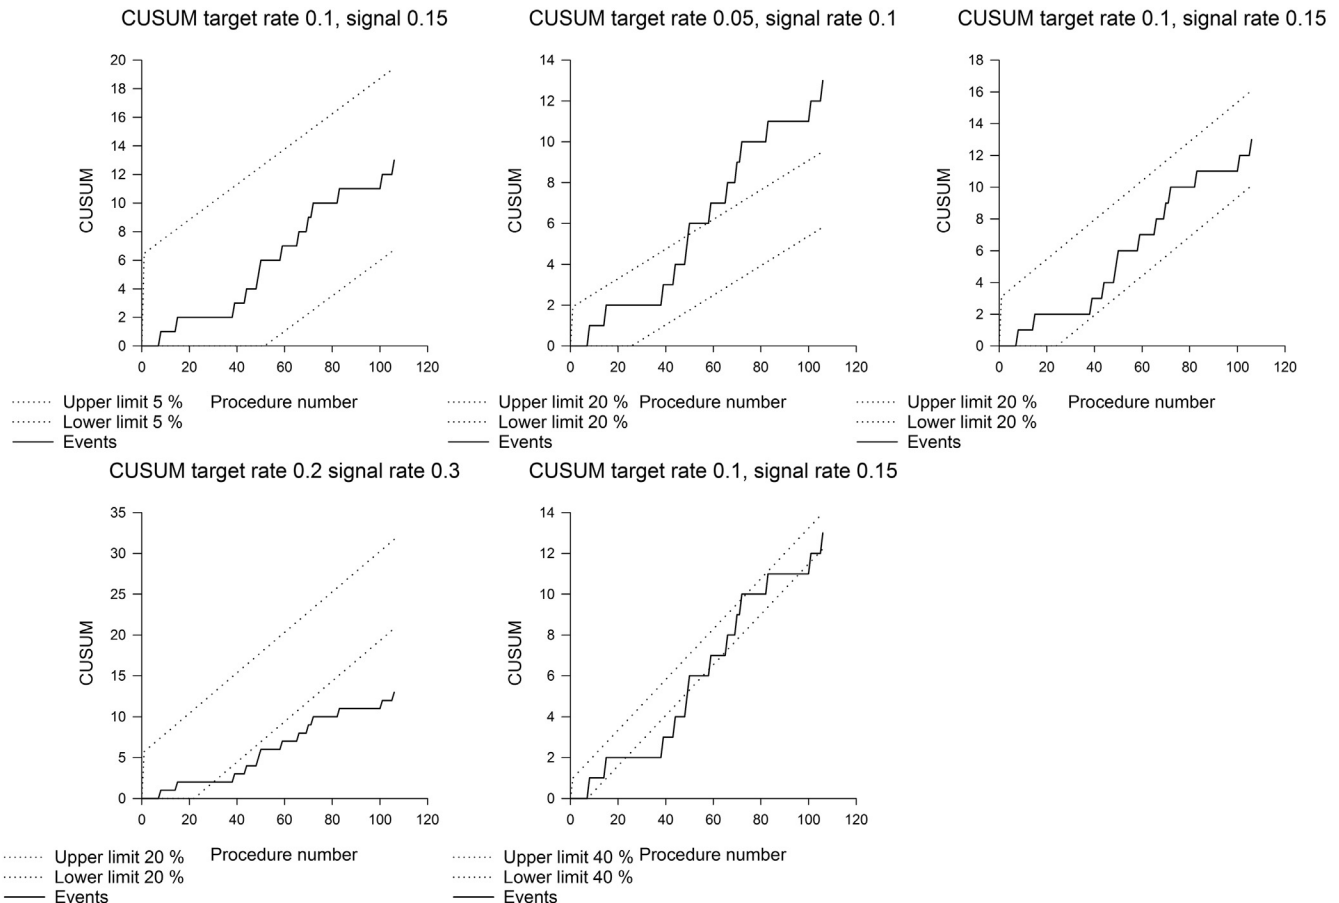 CUSUM target rate 0.1, signal 0.15
20
18
16
14
12
10
8
6
4
2
0
CUSUM
0 20 40 60 80 100 120
Procedure number
Upper limit 5 %
Lower limit 5 %
Events
CUSUM target rate 0.05, signal rate 0.1
14
12
10
8
6
4
2
0
CUSUM
0 20 40 60 80 100 120
Procedure number
Upper limit 20 %
Lower limit 20 %
Events
CUSUM target rate 0.1, signal rate 0.15
18
16
14
12
10
8
6
4
2
0
CUSUM
0 20 40 60 80 100 120
Procedure number
Upper limit 20 %
Lower limit 20 %
Events
CUSUM target rate 0.2 signal rate 0.3
35
30
25
20
15
10
5
0
CUSUM
0 20 40 60 80 100 120
Procedure number
Upper limit 20 %
Lower limit 20 %
Events
CUSUM target rate 0.1, signal rate 0.15
14
12
10
8
6
4
2
0
CUSUM
0 20 40 60 80 100 120
Procedure number
Upper limit 40 %
Lower limit 40 %
Events